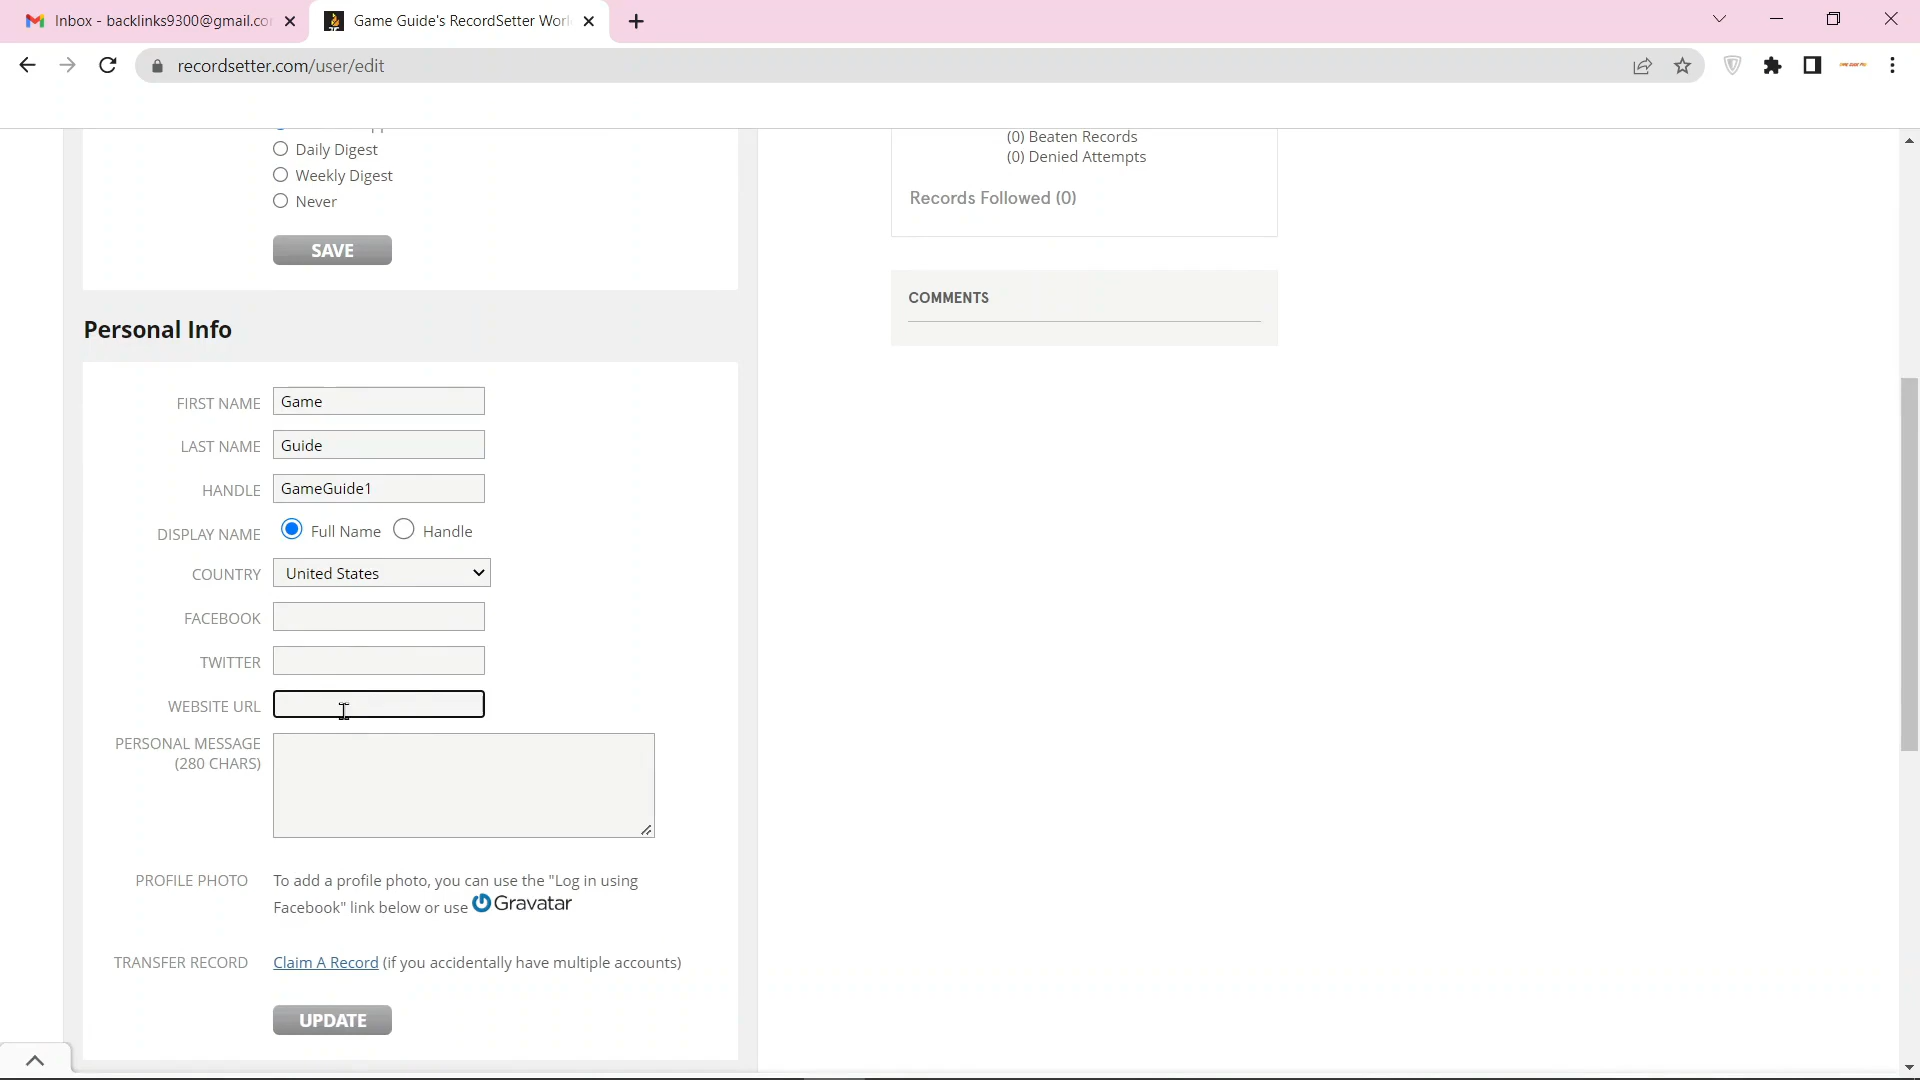 Inbox - backlinks9300@gmail.co
Game Guide's RecordSetter Worl
recordsetter.com/user/edit
Daily Digest
Weekly Digest
Never
SAVE
(0) Beaten Records
(0) Denied Attempts
Records Followed (0)
COMMENTS
Personal Info
FIRST NAME Game
LAST NAME Guide
HANDLE GameGuide1
DISPLAY NAME Full Name Handle
COUNTRY United States
FACEBOOK
TWITTER
WEBSITE URL
PERSONAL MESSAGE
(280 CHARS)
PROFILE PHOTO To add a profile photo, you can use the "Log in using
Facebook" link below or use Gravatar
TRANSFER RECORD Claim A Record (if you accidentally have multiple accounts)
UPDATE